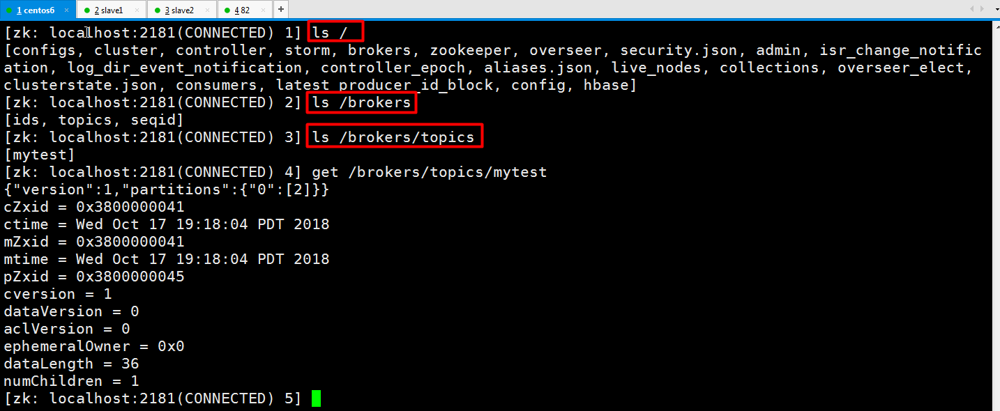 1 centos6 × 2 slave1 × 3 slave2 × 4 82 × +
[zk: localhost:2181(CONNECTED) 1] ls /
[configs, cluster, controller, storm, brokers, zookeeper, overseer, security.json, admin, isr_change_notific
ation, log_dir_event_notification, controller_epoch, aliases.json, live_nodes, collections, overseer_elect,
clusterstate.json, consumers, latest_producer_id_block, config, hbase]
[zk: localhost:2181(CONNECTED) 2] ls /brokers
[ids, topics, seqid]
[zk: localhost:2181(CONNECTED) 3] ls /brokers/topics
[mytest]
[zk: localhost:2181(CONNECTED) 4] get /brokers/topics/mytest
{"version":1,"partitions":{"0":[2]}}
cZxid = 0x3800000041
ctime = Wed Oct 17 19:18:04 PDT 2018
mZxid = 0x3800000041
mtime = Wed Oct 17 19:18:04 PDT 2018
pZxid = 0x3800000045
cversion = 1
dataVersion = 0
aclVersion = 0
ephemeralOwner = 0x0
dataLength = 36
numChildren = 1
[zk: localhost:2181(CONNECTED) 5]